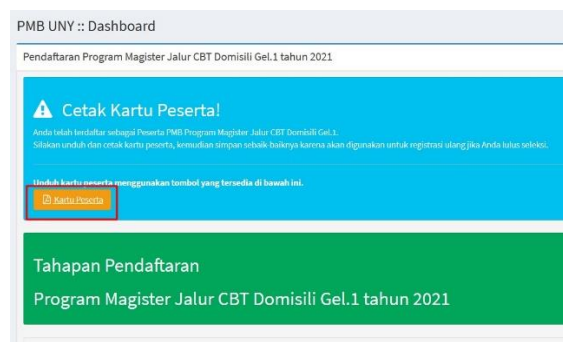 PMB UNY :: Dashboard
Pendaftaran Program Magister Jalur CBT Domisili Gel.1 tahun 2021
Cetak Kartu Peserta!
Anda telah terdaftar sebagai Peserta PMB Program Magister Jalur CBT Domisili Gel.1.
Silakan unduh dan cetak kartu peserta, kemudian simpan sebaik-baiknya karena akan digunakan untuk registrasi ulang jika Anda lulus seleksi.
Unduh kartu peserta menggunakan tombol yang tersedia di bawah ini.
Kartu Peserta
Tahapan Pendaftaran
Program Magister Jalur CBT Domisili Gel.1 tahun 2021